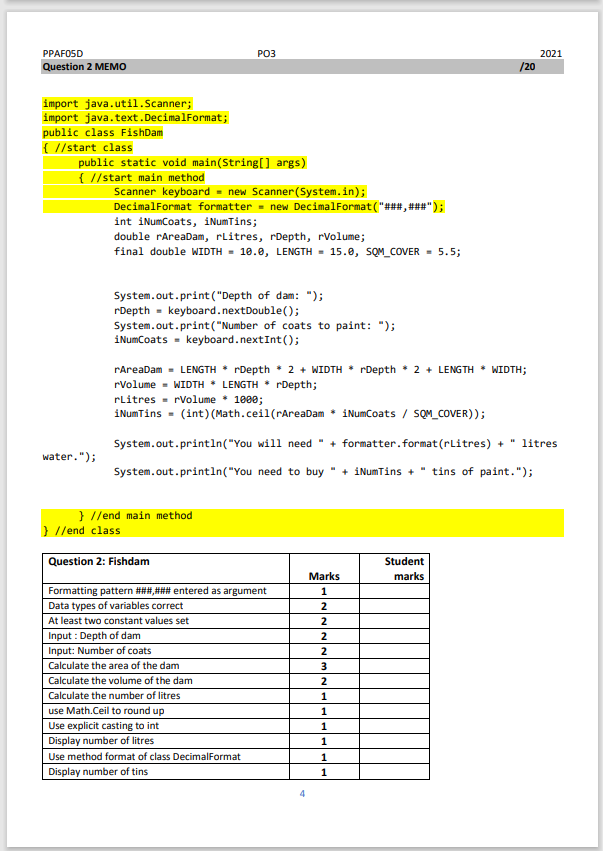 PPAF05D PO3 2021
Question 2 MEMO /20
import java.util.Scanner;
import java.text.DecimalFormat;
public class FishDam
{ //start class
public static void main(String[] args)
{ //start main method
Scanner keyboard = new Scanner(System.in);
DecimalFormat formatter = new DecimalFormat("###,###");
int iNumCoats, iNumTins;
double rAreaDam, rLitres, rDepth, rVolume;
final double WIDTH = 10.0, LENGTH = 15.0, SQM_COVER = 5.5;
System.out.print("Depth of dam: ");
rDepth = keyboard.nextDouble();
System.out.print("Number of coats to paint: ");
iNumCoats = keyboard.nextInt();
rAreaDam = LENGTH * rDepth * 2 + WIDTH * rDepth * 2 + LENGTH * WIDTH;
rVolume = WIDTH * LENGTH * rDepth;
rLitres = rVolume * 1000;
iNumTins = (int)(Math.ceil(rAreaDam * iNumCoats / SQM_COVER));
System.out.println("You will need " + formatter.format(rLitres) + " litres
water.");
System.out.println("You need to buy " + iNumTins + " tins of paint.");
} //end main method
} //end class
Question 2: Fishdam Student
Marks marks
Formatting pattern ###,### entered as argument 1
Data types of variables correct 2
At least two constant values set 2
Input : Depth of dam 2
Input: Number of coats 2
Calculate the area of the dam 3
Calculate the volume of the dam 2
Calculate the number of litres 1
use Math.Ceil to round up 1
Use explicit casting to int 1
Display number of litres 1
Use method format of class DecimalFormat 1
Display number of tins 1
4